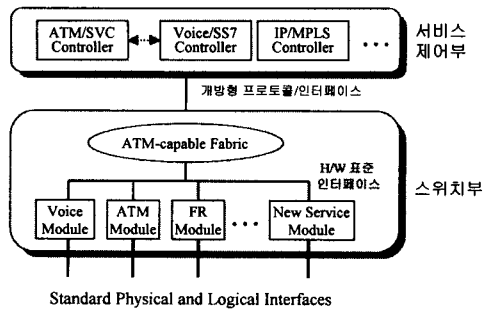 ATM/SVC Controller
Voice/SS7 Controller
IP/MPLS Controller
• • •
서비스
제어부
개방형 프로토콜/인터페이스
ATM-capable Fabric
H/W 표준
인터페이스
스위치부
Voice Module
ATM Module
FR Module
• • •
New Service Module
Standard Physical and Logical Interfaces